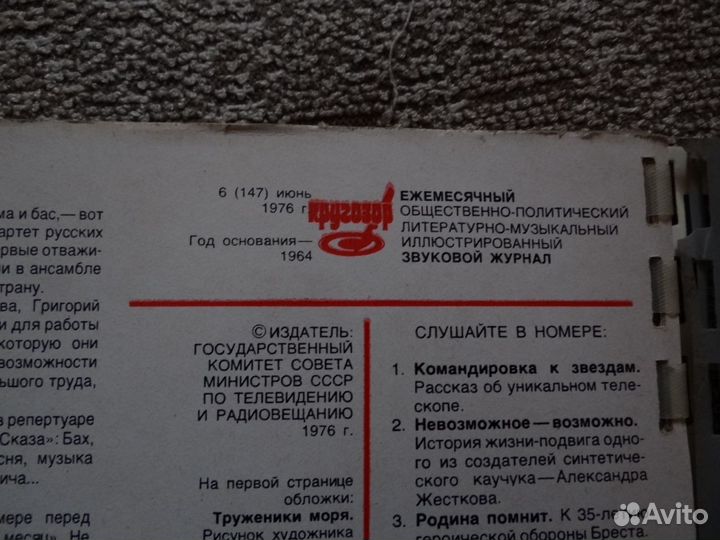 ма и бас,— вот
артет русских
рвые отважи-
и в ансамбле
трану.
ва, Григорий
и для работы
которую они
возможности
ьшого труда,
в репертуаре
Сказа»: Бах,
сня, музыка
ича...
мере перед
месяц». Не
6 (147) июнь
1976 г.
Год основания—
1964
кругозор
ЕЖЕМЕСЯЧНЫЙ
ОБЩЕСТВЕННО-ПОЛИТИЧЕСКИЙ
ЛИТЕРАТУРНО-МУЗЫКАЛЬНЫЙ
ИЛЛЮСТРИРОВАННЫЙ
ЗВУКОВОЙ ЖУРНАЛ
© ИЗДАТЕЛЬ:
ГОСУДАРСТВЕННЫЙ
КОМИТЕТ СОВЕТА
МИНИСТРОВ СССР
ПО ТЕЛЕВИДЕНИЮ
И РАДИОВЕЩАНИЮ
1976 г.
На первой странице
обложки:
Труженики моря.
Рисунок художника
СЛУШАЙТЕ В НОМЕРЕ:
1. Командировка к звездам.
Рассказ об уникальном теле-
скопе.
2. Невозможное — возможно.
История жизни-подвига одно-
го из создателей синтетиче-
ского каучука — Александра
Жесткова.
3. Родина помнит. К 35-летию
героической обороны Бреста.
Avito